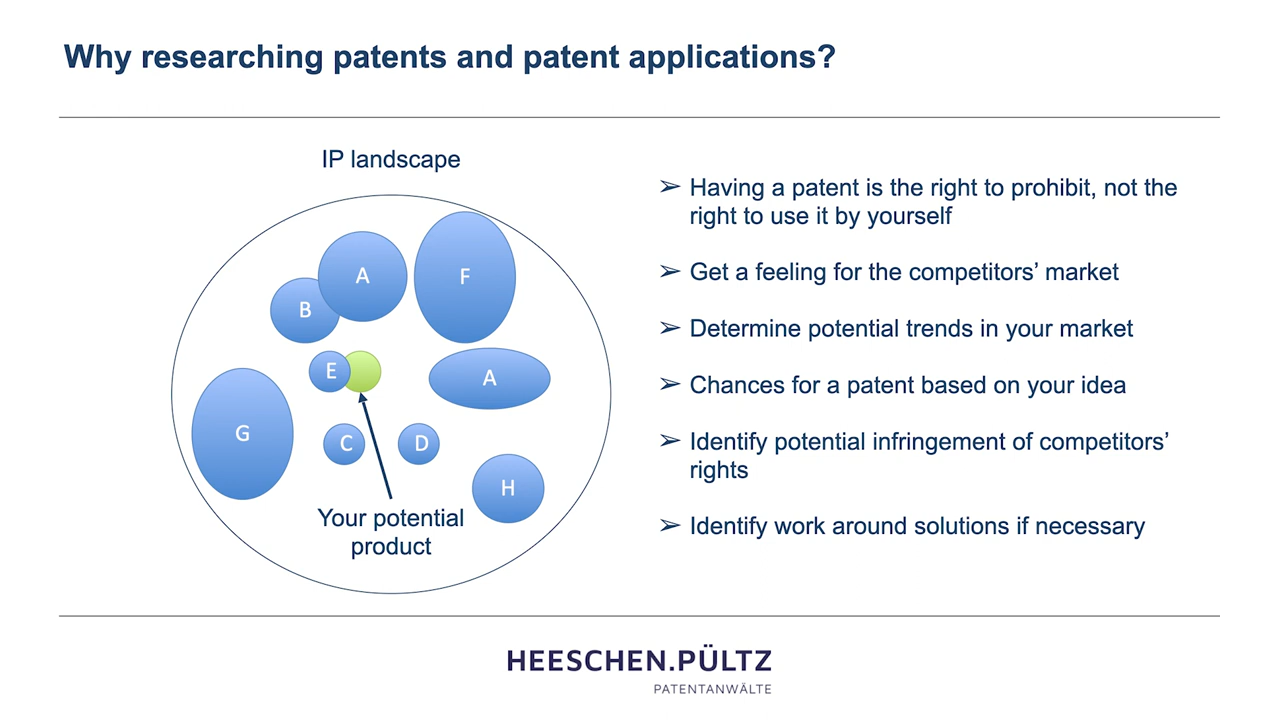 Why researching patents and patent applications?
IP landscape
A
F
B
E
A
G
C
D
H
Your potential
product
➢ Having a patent is the right to prohibit, not the
right to use it by yourself
➢ Get a feeling for the competitors’ market
➢ Determine potential trends in your market
➢ Chances for a patent based on your idea
➢ Identify potential infringement of competitors’
rights
➢ Identify work around solutions if necessary
HEESCHEN.PÜLTZ
PATENTANWÄLTE